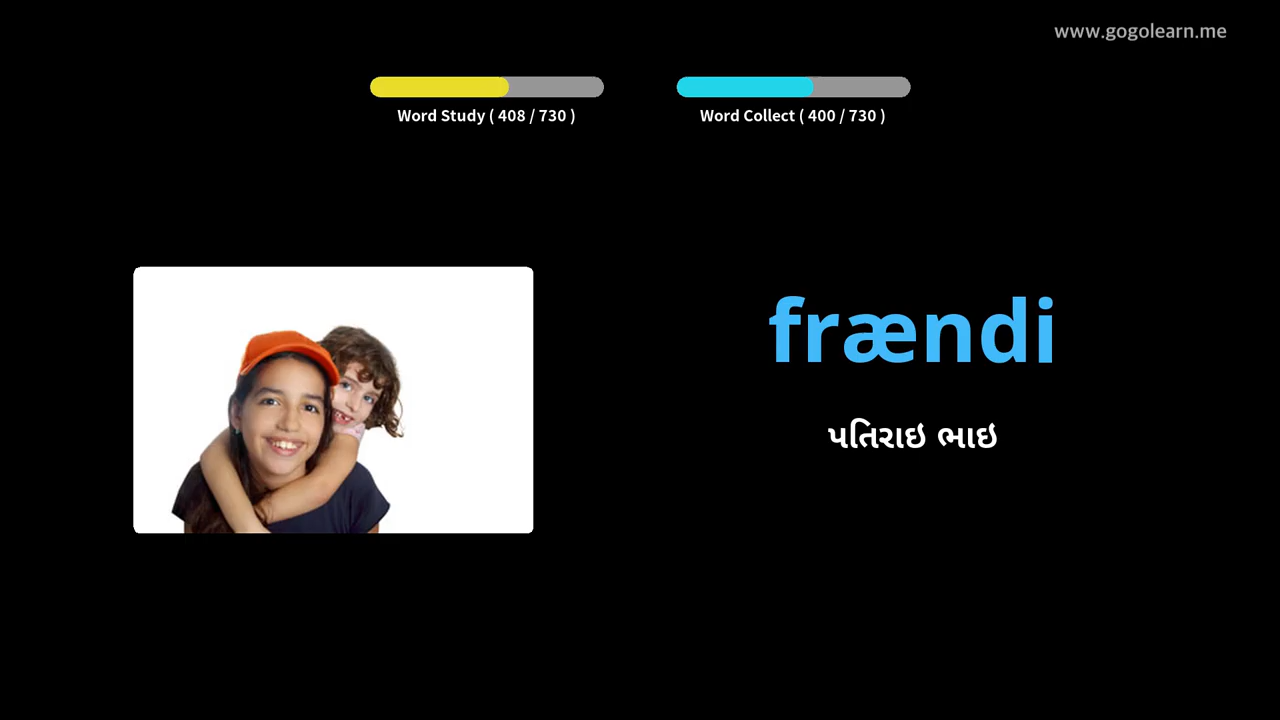 www.gogolearn.me
Word Study ( 408 / 730 )
Word Collect ( 400 / 730 )
frændi
પતિરાઇ ભાઇ